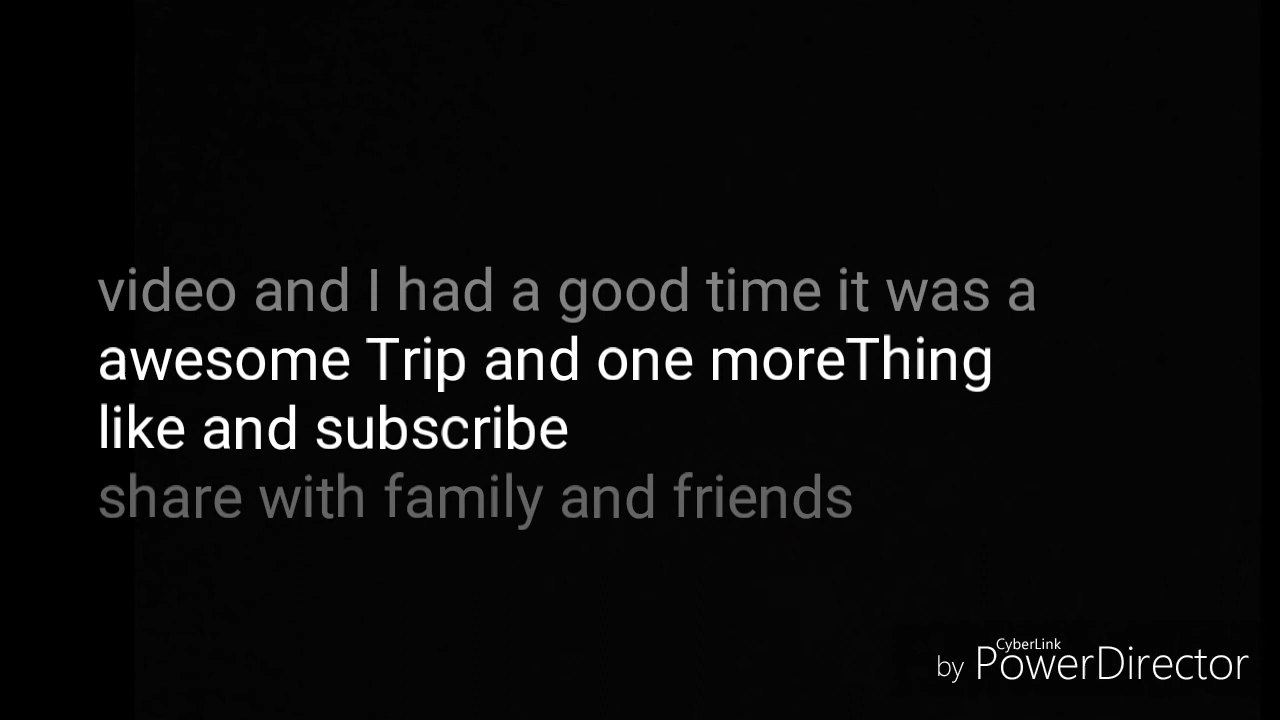 video and I had a good time it was a
awesome Trip and one moreThing
like and subscribe
share with family and friends
by CyberLink PowerDirector